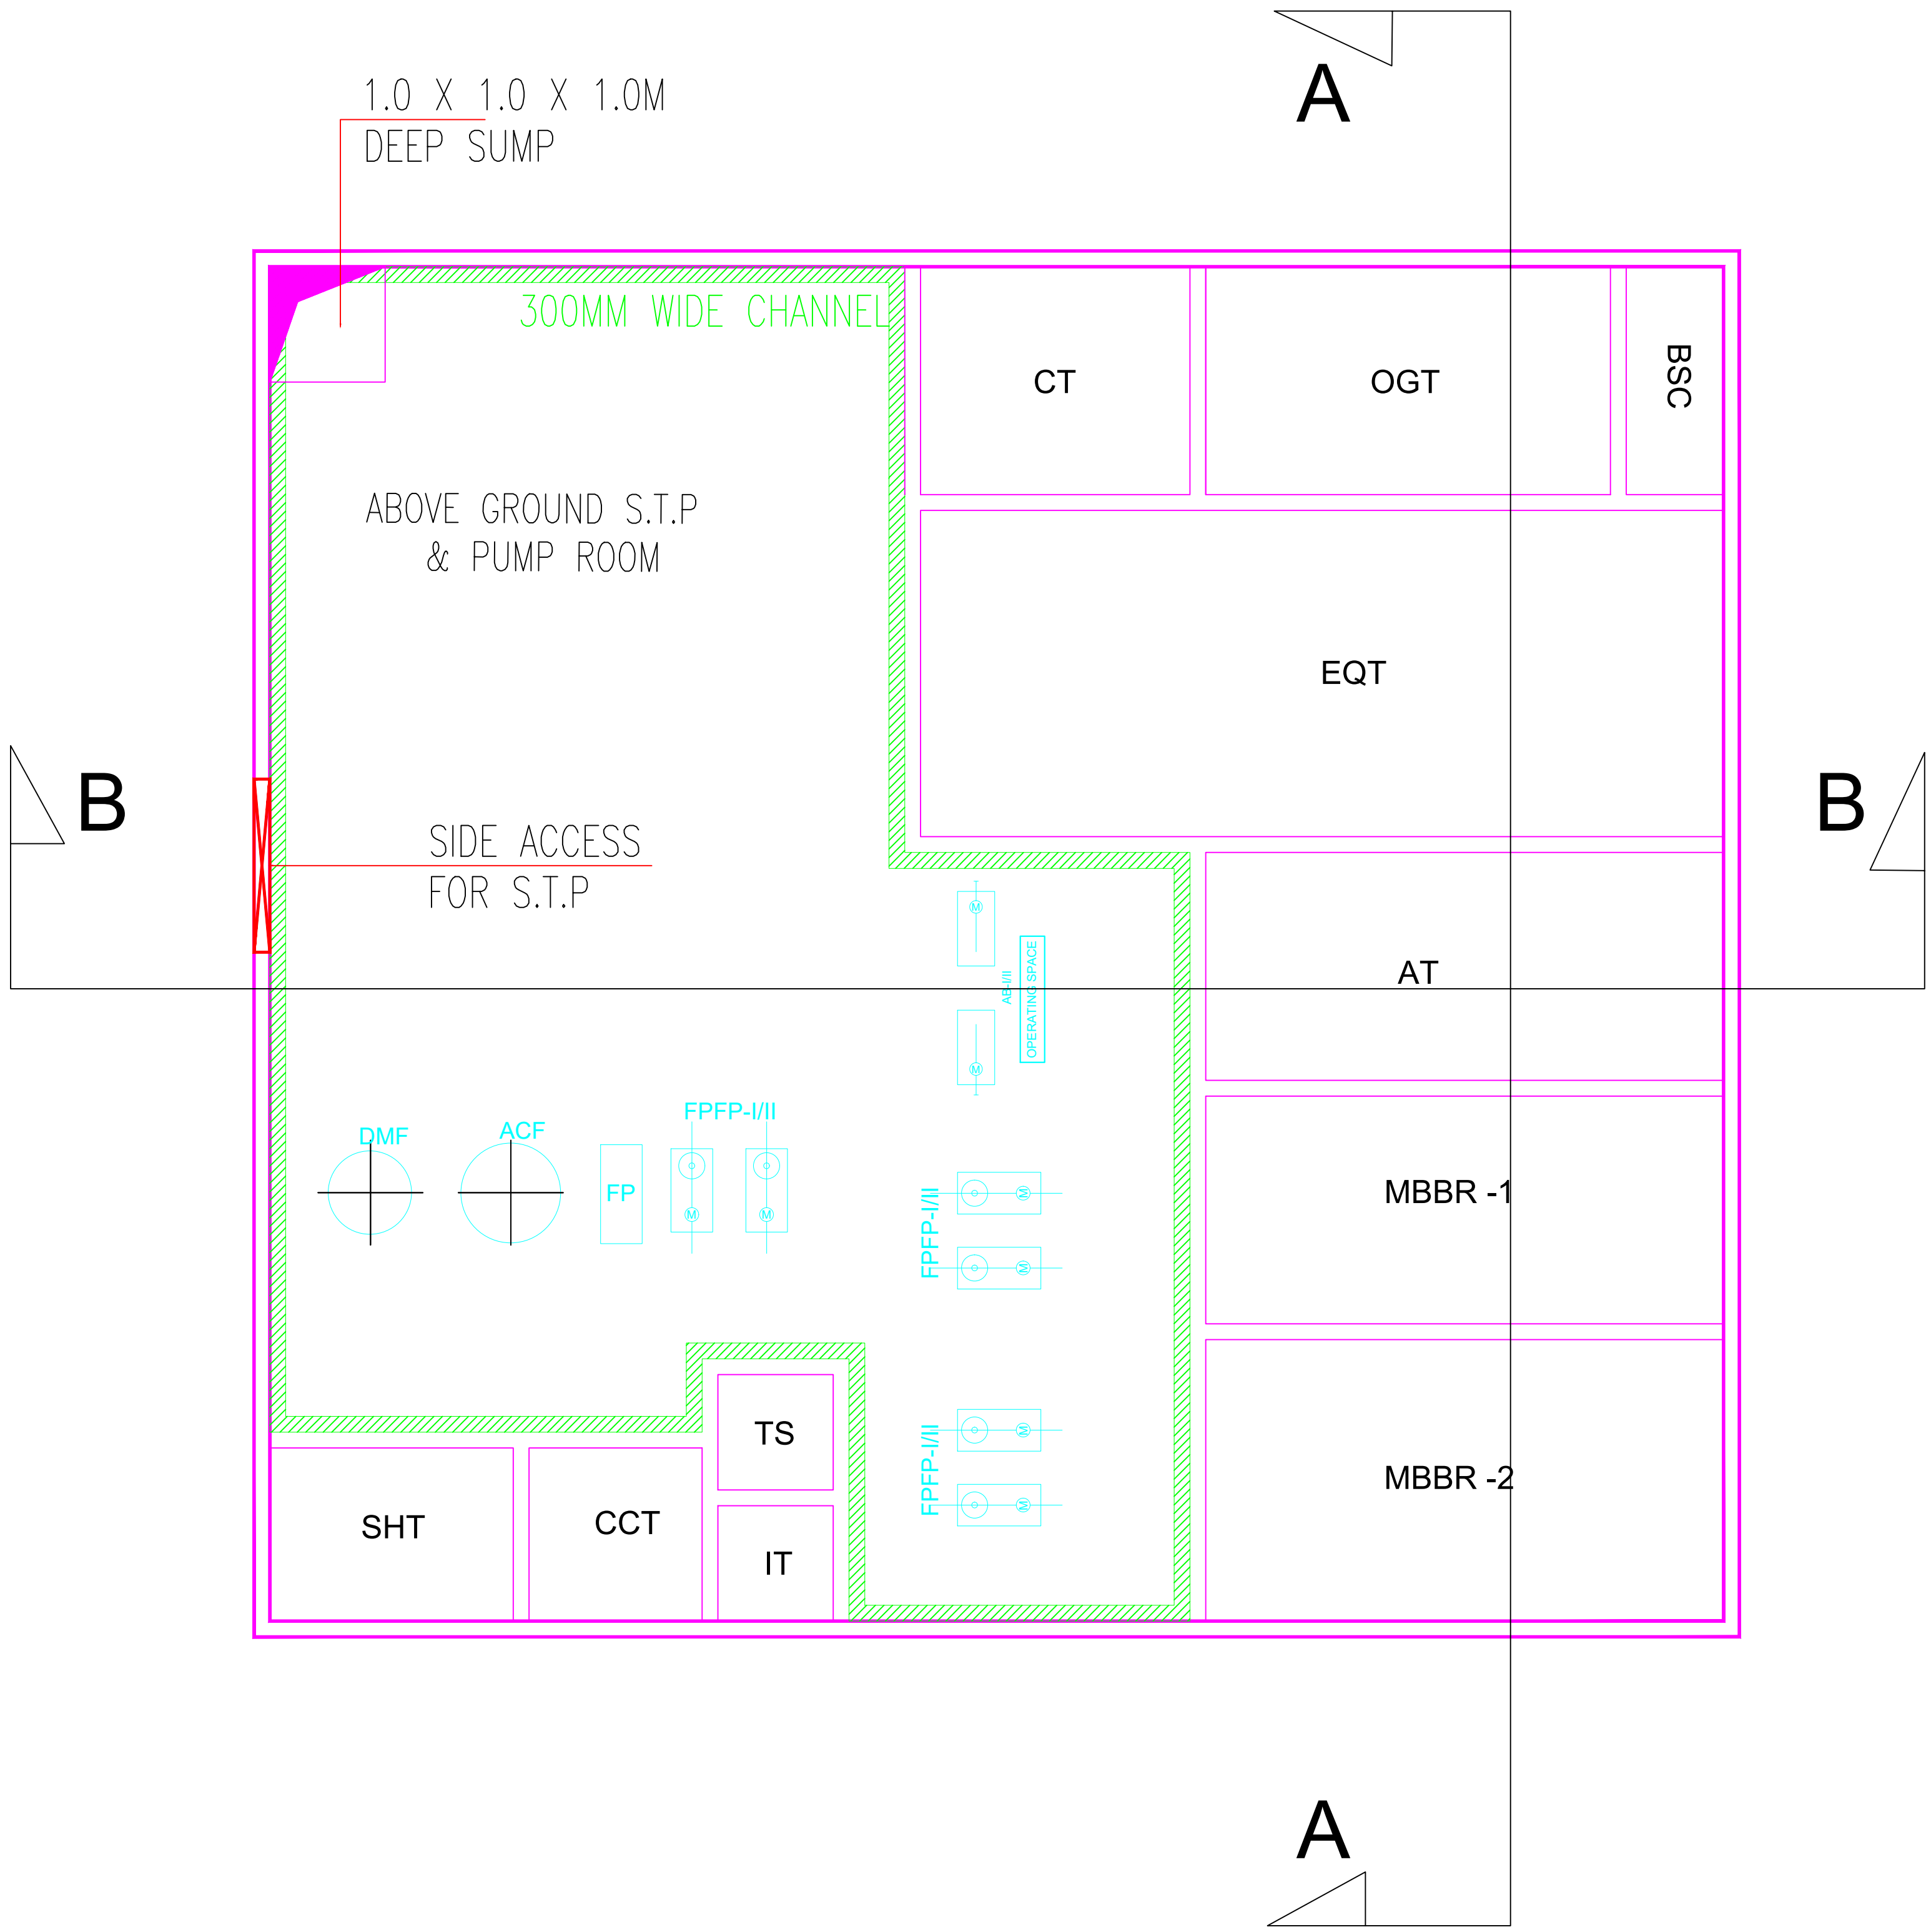 A
1.0 X 1.0 X 1.0M
DEEP SUMP
300MM WIDE CHANNEL
CT
OGT
BSC
ABOVE GROUND S.T.P
& PUMP ROOM
EQT
B
B
SIDE ACCESS
FOR S.T.P
M
AB-I/II
OPERATING SPACE
AT
M
DMF
ACF
FP
FPFP-I/II
M
M
FPFP-I/II
M
M
MBBR -1
TS
FPFP-I/II
M
M
MBBR -2
SHT
CCT
IT
A